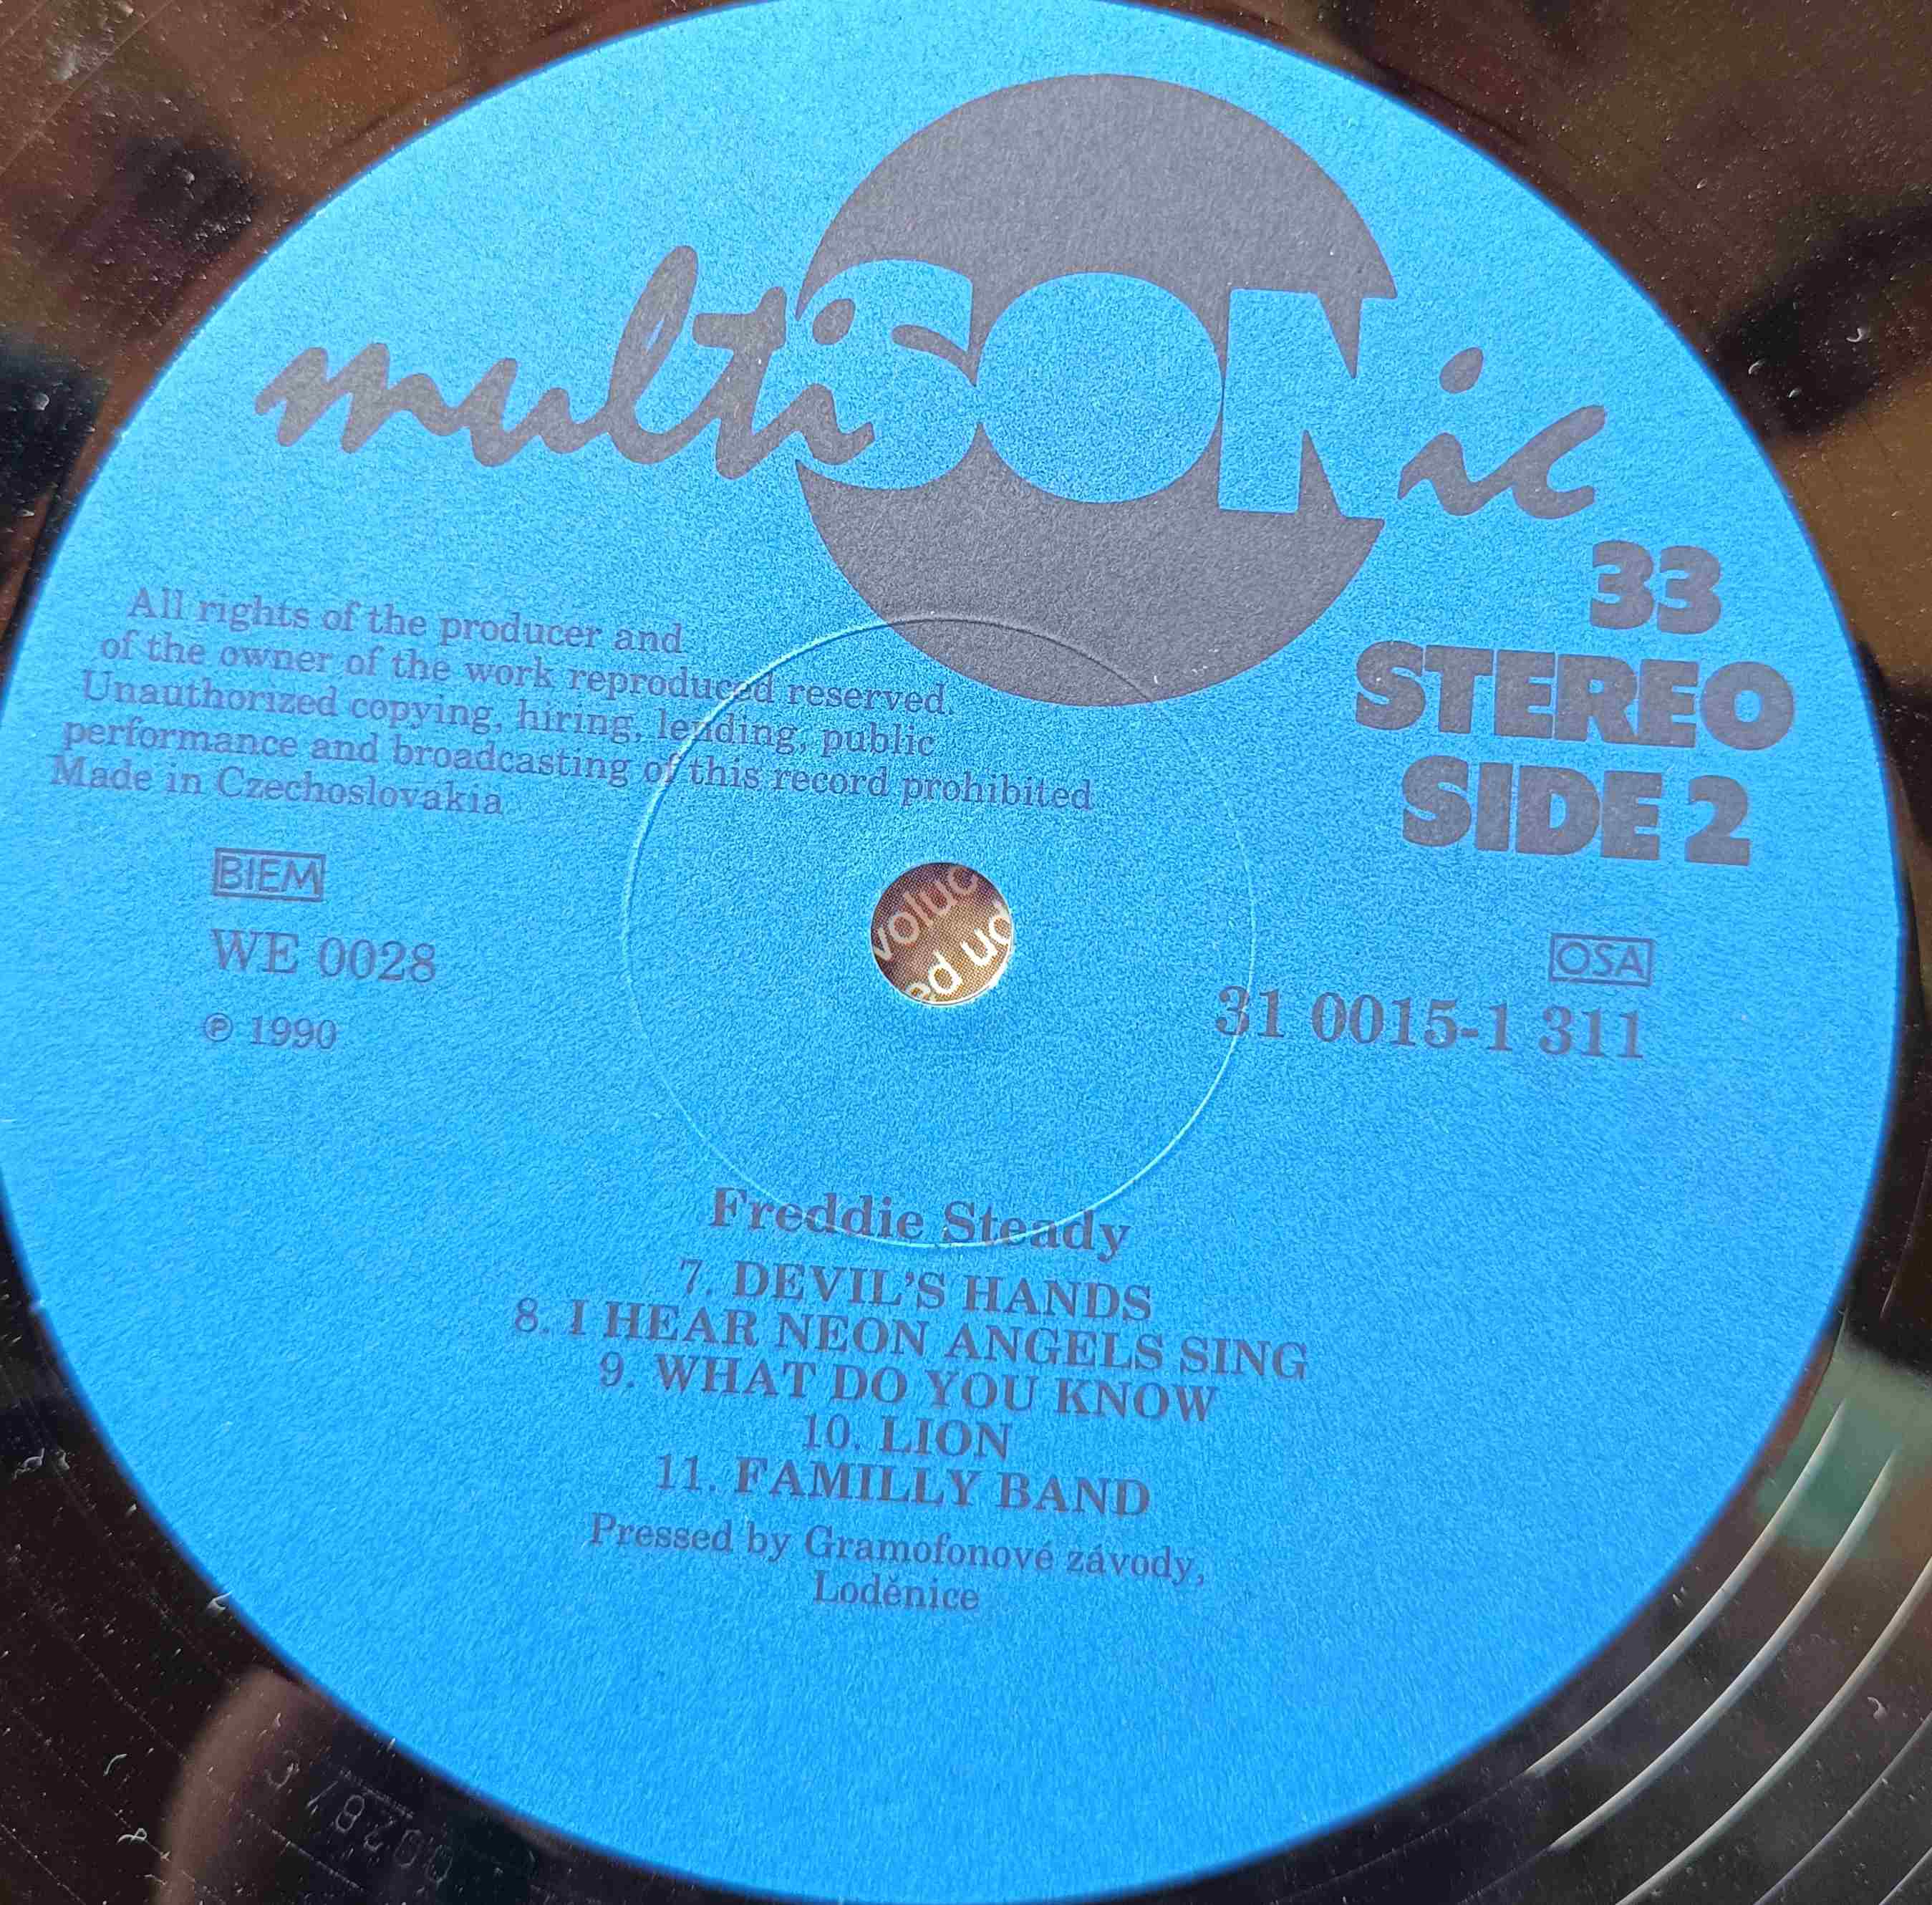 multiSONic
33
STEREO
SIDE 2
All rights of the producer and
of the owner of the work reproduced reserved.
Unauthorized copying, hiring, lending, public
performance and broadcasting of this record prohibited
Made in Czechoslovakia
BIEM
WE 0028
℗ 1990
OSA
31 0015-1 311
Freddie Steady
7. DEVIL'S HANDS
8. I HEAR NEON ANGELS SING
9. WHAT DO YOU KNOW
10. LION
11. FAMILLY BAND
Pressed by Gramofonové závody,
Loděnice